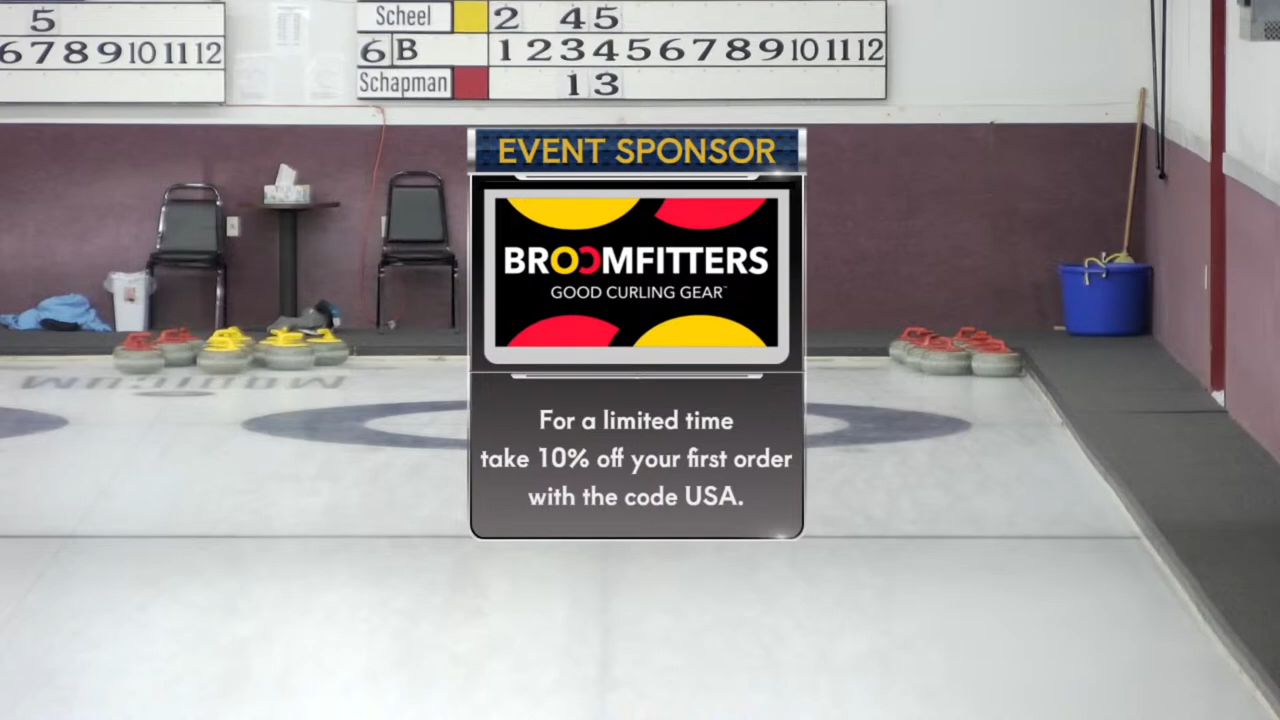 5
6 7 8 9 10 11 12
Scheel 2 4 5
6 B 1 2 3 4 5 6 7 8 9 10 11 12
Schapman 1 3
EVENT SPONSOR
BROOMFITTERS
GOOD CURLING GEAR™
For a limited time
take 10% off your first order
with the code USA.